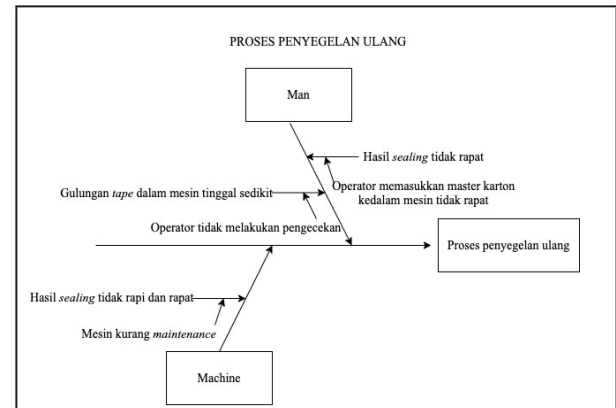 PROSES PENYEGELAN ULANG
Man
Hasil sealing tidak rapat
Gulungan tape dalam mesin tinggal sedikit
Operator memasukkan master karton
kedalam mesin tidak rapat
Operator tidak melakukan pengecekan
Proses penyegelan ulang
Hasil sealing tidak rapi dan rapat
Mesin kurang maintenance
Machine